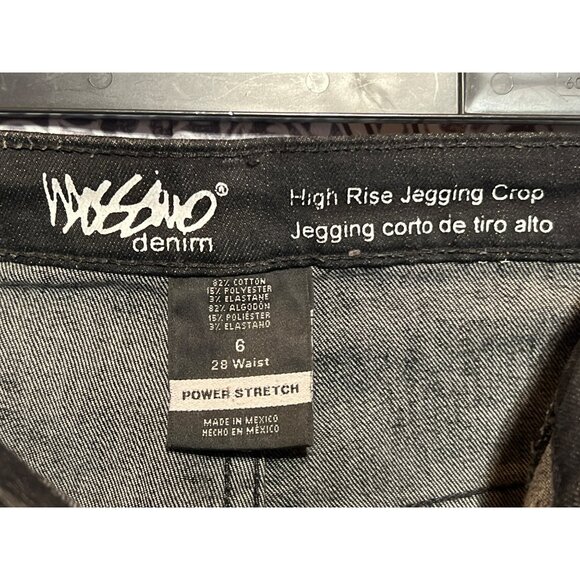 Mossimo®
denim
High Rise Jegging Crop
Jegging corto de tiro alto
82% COTTON
15% POLYESTER
3% ELASTANE
82% ALGODÓN
15% POLIÉSTER
3% ELASTANO
6
28 Waist
POWER STRETCH
MADE IN MEXICO
HECHO EN MÉXICO